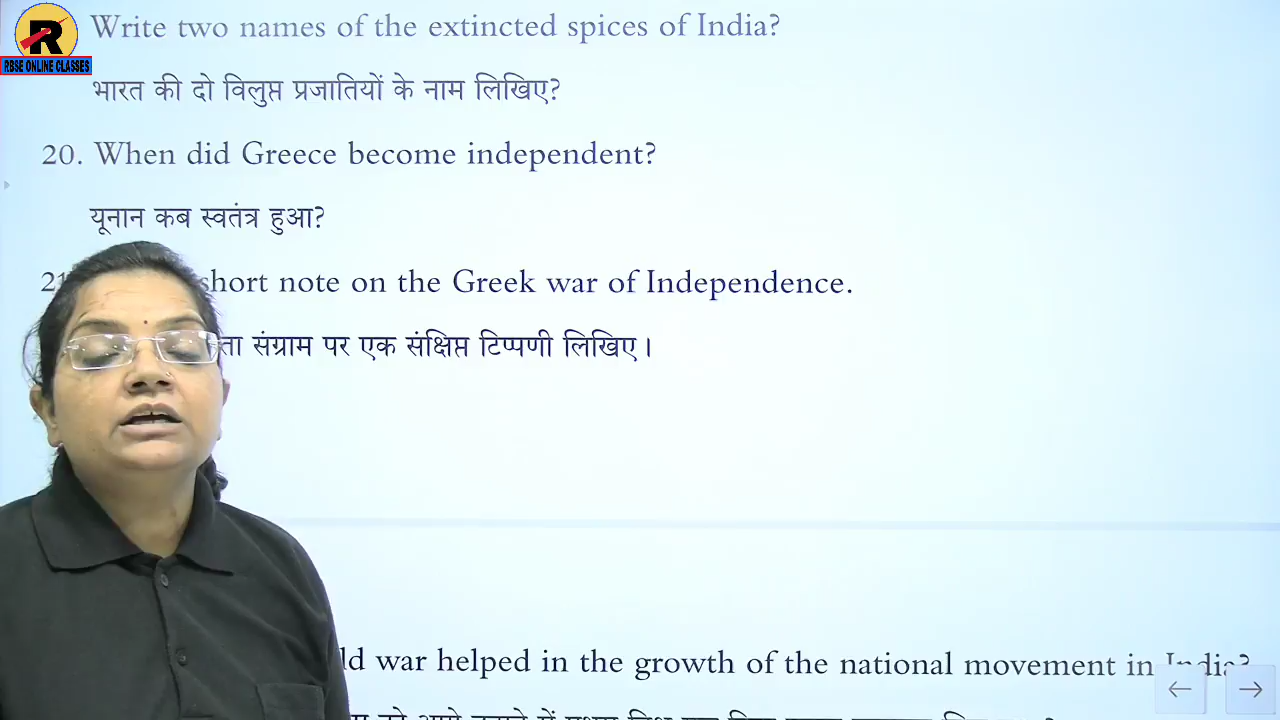 R
RBSE ONLINE CLASSES
Write two names of the extincted spices of India?
भारत की दो विलुप्त प्रजातियों के नाम लिखिए?
20. When did Greece become independent?
यूनान कब स्वतंत्र हुआ?
21 short note on the Greek war of Independence.
संग्राम पर एक संक्षिप्त टिप्पणी लिखिए।
war helped in the growth of the national movement in India?